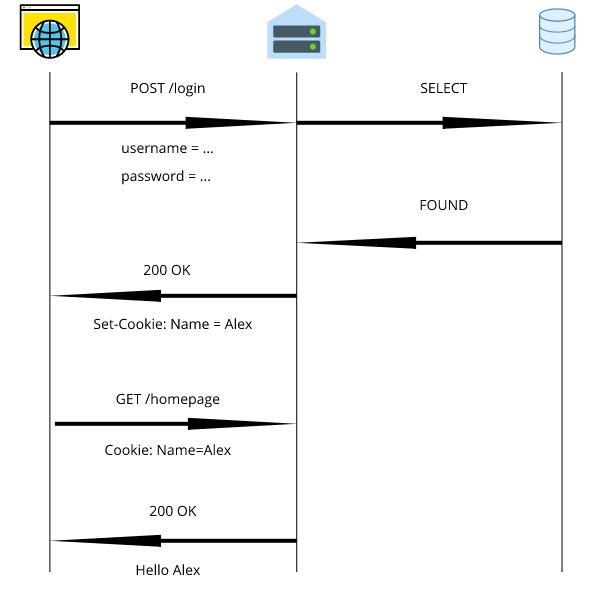 POST /login
SELECT
username = ...
password = ...
FOUND
200 OK
Set-Cookie: Name = Alex
GET /homepage
Cookie: Name=Alex
200 OK
Hello Alex